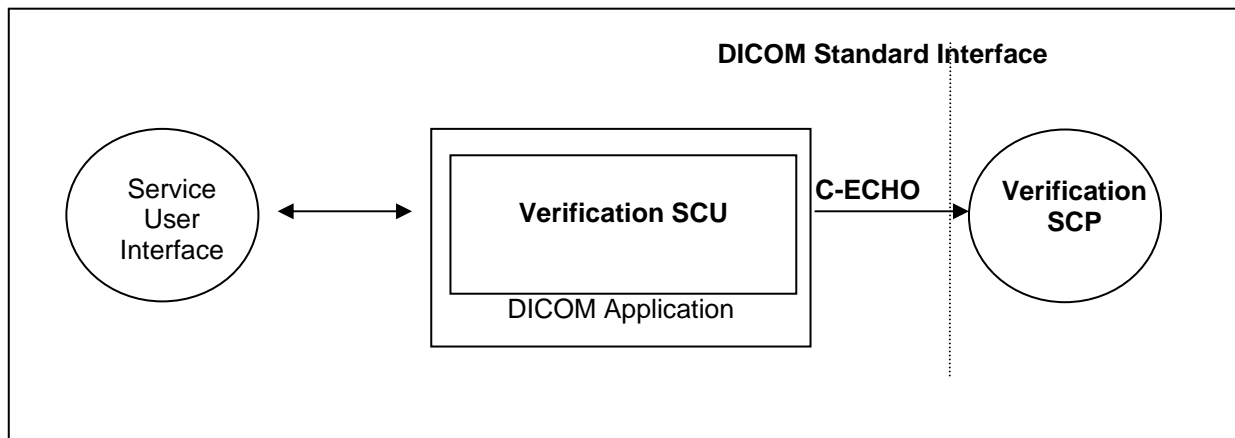 DICOM Standard Interface
Service
User
Interface
Verification SCU
DICOM Application
C-ECHO
Verification
SCP